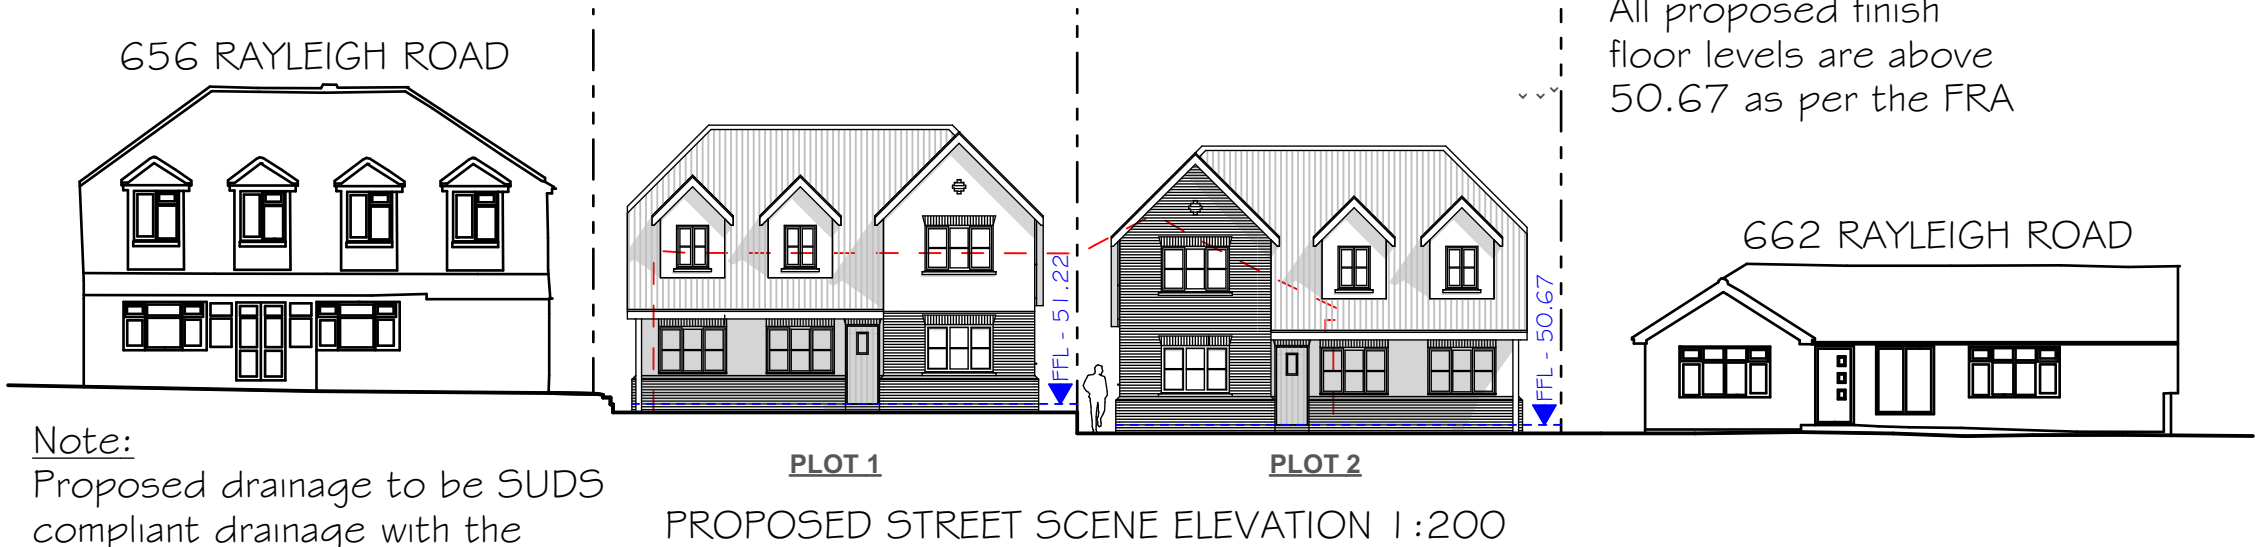 656 RAYLEIGH ROAD
All proposed finish
floor levels are above
50.67 as per the FRA
662 RAYLEIGH ROAD
FFL - 51.22
FFL - 50.67
Note:
Proposed drainage to be SUDS
compliant drainage with the
PLOT 1
PLOT 2
PROPOSED STREET SCENE ELEVATION 1:200